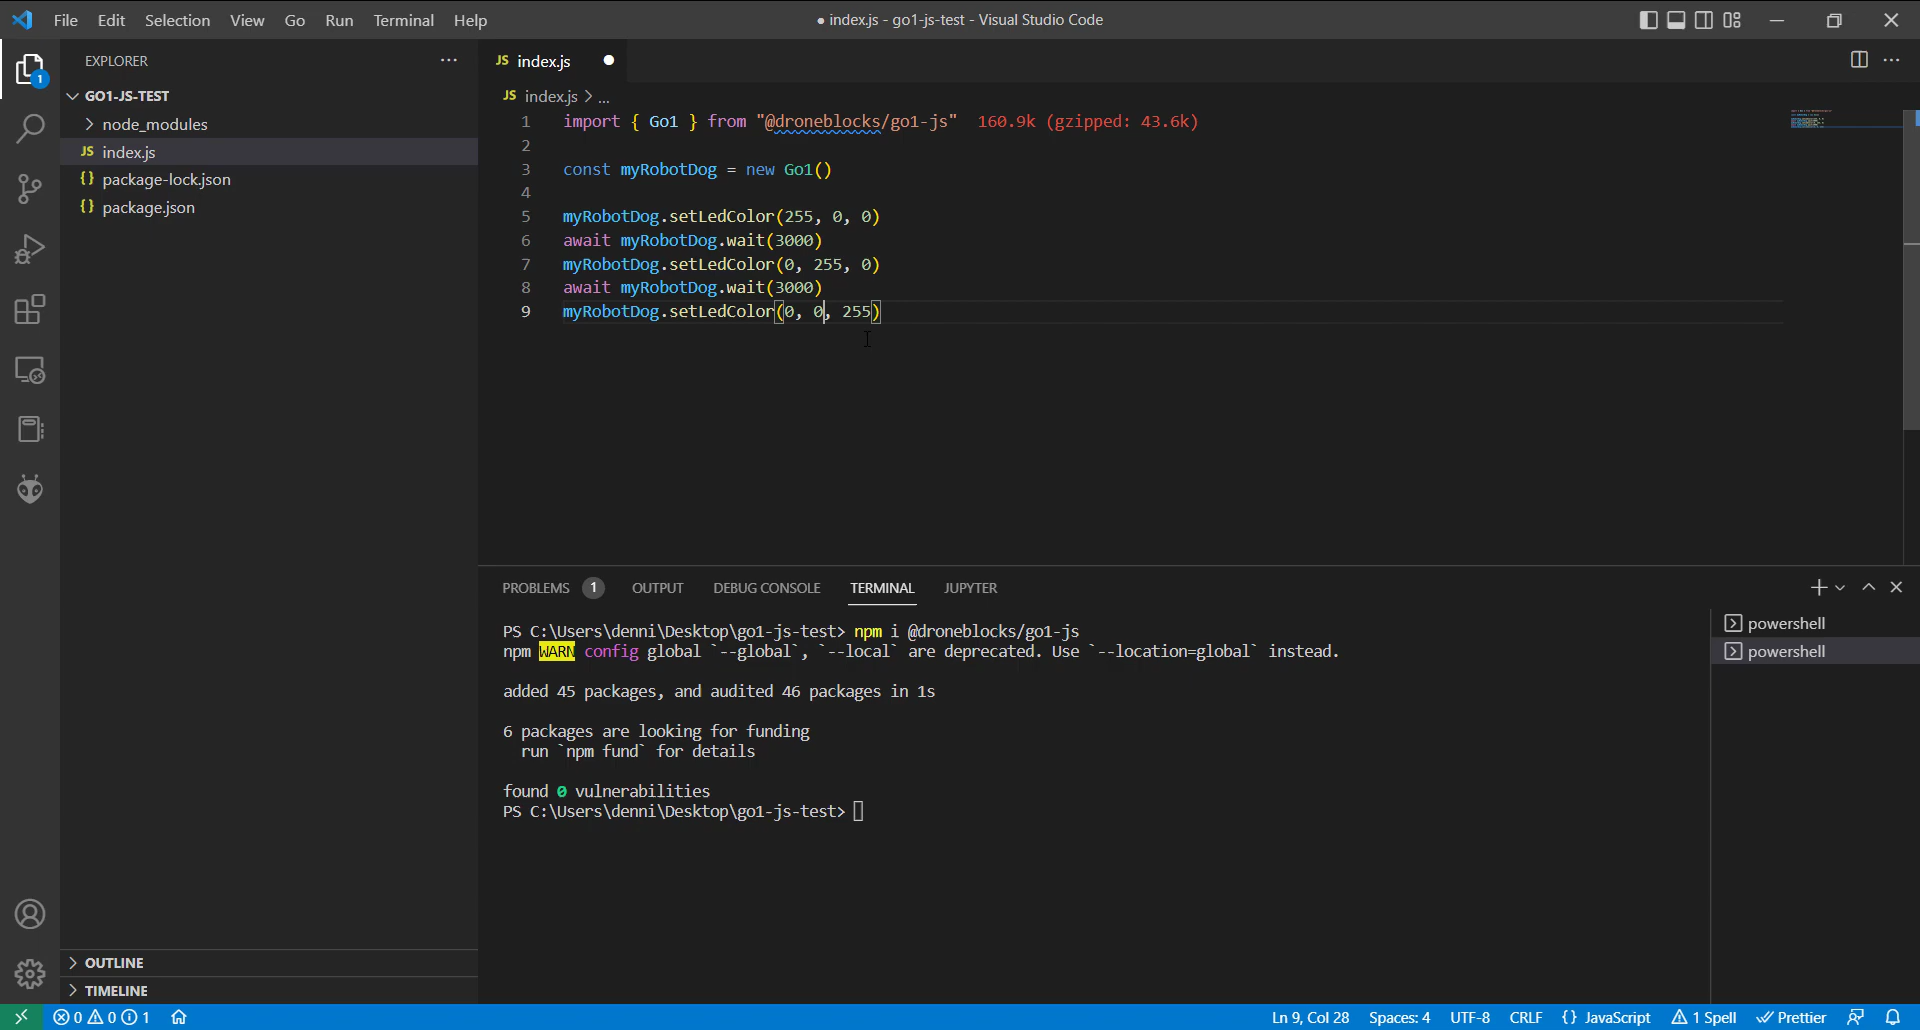 File Edit Selection View Go Run Terminal Help
● index.js - go1-js-test - Visual Studio Code
1
EXPLORER
GO1-JS-TEST
node_modules
JS index.js
{} package-lock.json
{} package.json
OUTLINE
TIMELINE
JS index.js
JS index.js > ...
1 import { Go1 } from "@droneblocks/go1-js" 160.9k (gzipped: 43.6k)
2
3 const myRobotDog = new Go1()
4
5 myRobotDog.setLedColor(255, 0, 0)
6 await myRobotDog.wait(3000)
7 myRobotDog.setLedColor(0, 255, 0)
8 await myRobotDog.wait(3000)
9 myRobotDog.setLedColor(0, 0, 255)
PROBLEMS 1 OUTPUT DEBUG CONSOLE TERMINAL JUPYTER
PS C:\Users\denni\Desktop\go1-js-test> npm i @droneblocks/go1-js
npm WARN config global `--global`, `--local` are deprecated. Use `--location=global` instead.
added 45 packages, and audited 46 packages in 1s
6 packages are looking for funding
run `npm fund` for details
found 0 vulnerabilities
PS C:\Users\denni\Desktop\go1-js-test>
powershell
powershell
0 0 1
Ln 9, Col 28 Spaces: 4 UTF-8 CRLF {} JavaScript 1 Spell Prettier